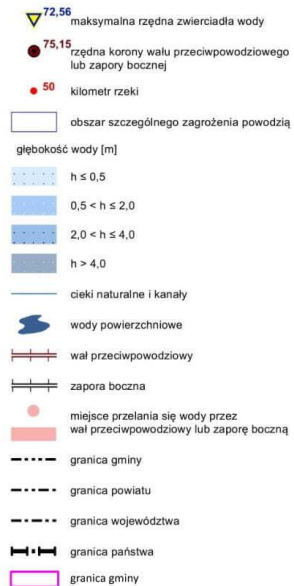 72,56
maksymalna rzędna zwierciadła wody
75,15
rzędna korony wału przeciwpowodziowego
lub zapory bocznej
50
kilometr rzeki
obszar szczególnego zagrożenia powodzią
głębokość wody [m]
h ≤ 0,5
0,5 < h ≤ 2,0
2,0 < h ≤ 4,0
h > 4,0
cieki naturalne i kanały
wody powierzchniowe
wał przeciwpowodziowy
zapora boczna
miejsce przelania się wody przez
wał przeciwpowodziowy lub zaporę boczną
granica gminy
granica powiatu
granica województwa
granica państwa
granica gminy